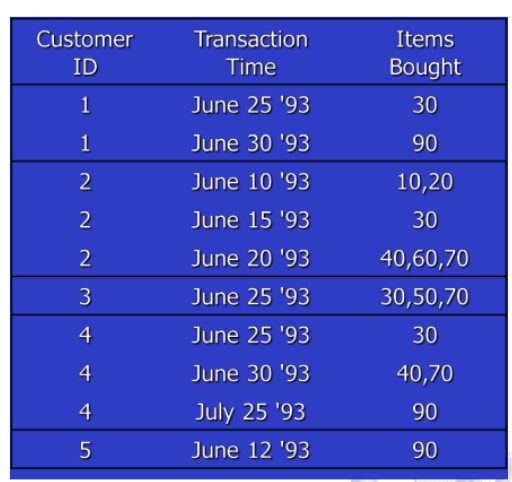 Customer ID Transaction Time Items Bought
1 June 25 '93 30
1 June 30 '93 90
2 June 10 '93 10,20
2 June 15 '93 30
2 June 20 '93 40,60,70
3 June 25 '93 30,50,70
4 June 25 '93 30
4 June 30 '93 40,70
4 July 25 '93 90
5 June 12 '93 90